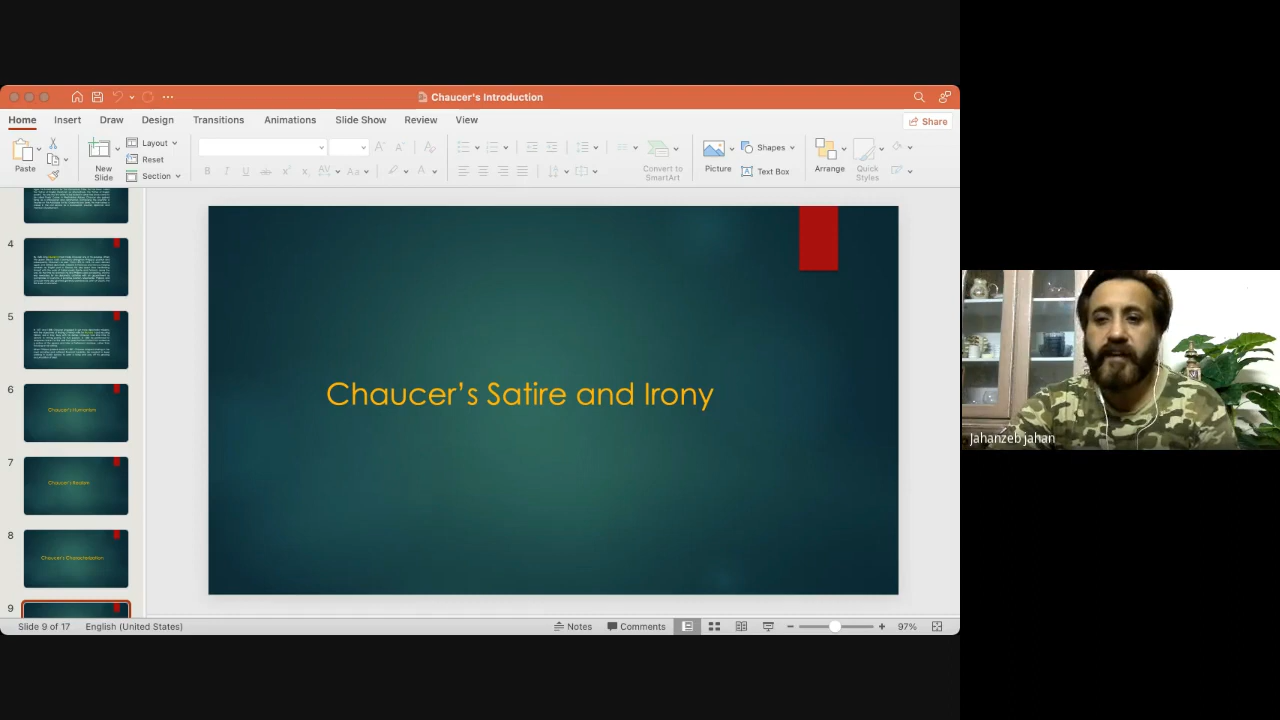 Chaucer's Introduction
Home Insert Draw Design Transitions Animations Slide Show Review View
Share
Paste
New
Slide
Layout
Reset
Section
Convert to
SmartArt
Picture
Shapes
Text Box
Arrange
Quick
Styles
4
5
6
Chaucer's Humanism
7
Chaucer's Realism
8
Chaucer's Characterization
9
Chaucer's Satire and Irony
Jahanzeb jahan
Slide 9 of 17 English (United States) Notes Comments 97%